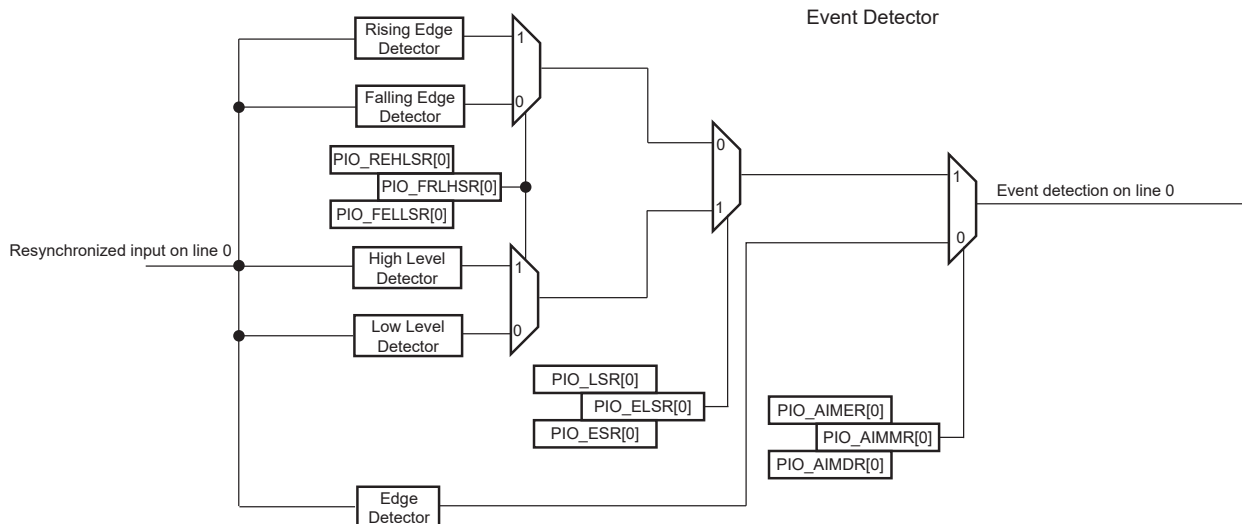 Event Detector
Rising Edge
Detector
1
Falling Edge
Detector
0
PIO_REHLSR[0]
PIO_FRLHSR[0]
PIO_FELLSR[0]
0
1
1
Event detection on line 0
0
Resynchronized input on line 0
High Level
Detector
1
Low Level
Detector
0
PIO_LSR[0]
PIO_ELSR[0]
PIO_ESR[0]
PIO_AIMER[0]
PIO_AIMMR[0]
PIO_AIMDR[0]
Edge
Detector